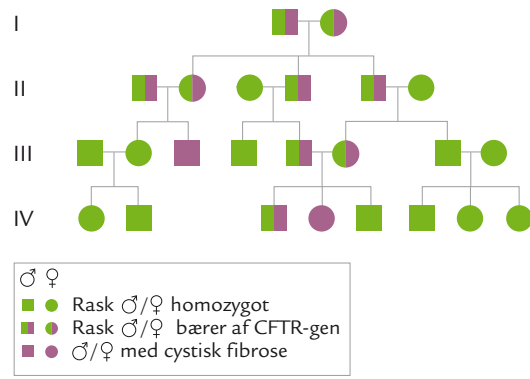 I
II
III
IV
♂ ♀
Rask ♂/♀ homozygot
Rask ♂/♀ bærer af CFTR-gen
♂/♀ med cystisk fibrose